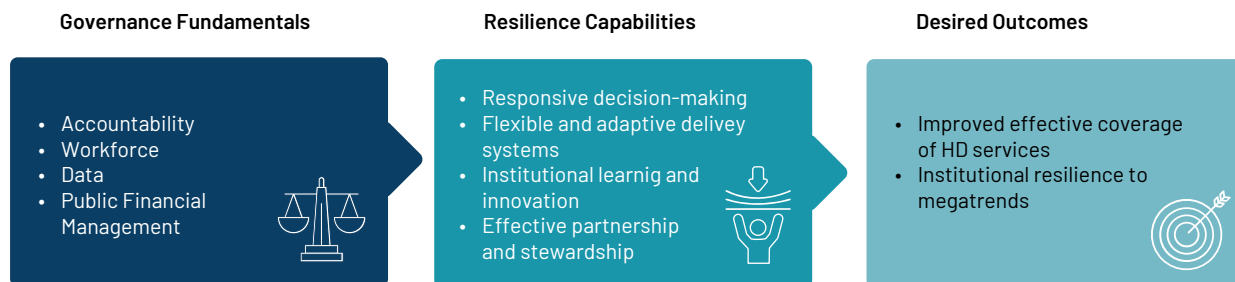 Governance Fundamentals
• Accountability
• Workforce
• Data
• Public Financial
Management
Resilience Capabilities
• Responsive decision-making
• Flexible and adaptive delivey
systems
• Institutional learnig and
innovation
• Effective partnership
and stewardship
Desired Outcomes
• Improved effective coverage
of HD services
• Institutional resilience to
megatrends